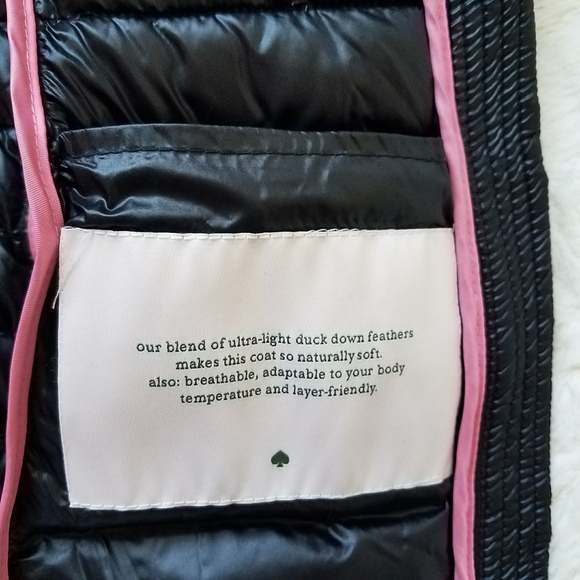 our blend of ultra-light duck down feathers
makes this coat so naturally soft.
also: breathable, adaptable to your body
temperature and layer-friendly.